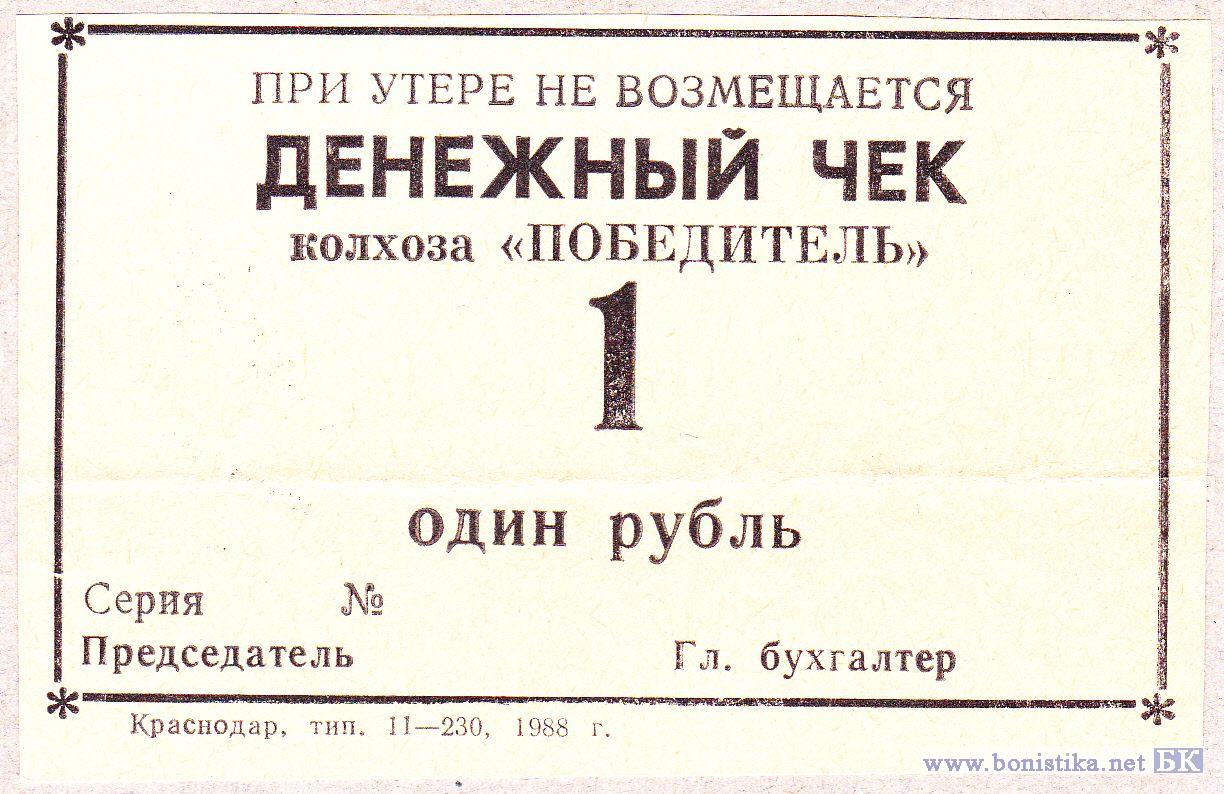 ПРИ УТЕРЕ НЕ ВОЗМЕЩАЕТСЯ
ДЕНЕЖНЫЙ ЧЕК
колхоза «ПОБЕДИТЕЛЬ»
1
один рубль
Серия №
Председатель Гл. бухгалтер
Краснодар, тип. 11—230, 1988 г.
www.bonistika.net БК